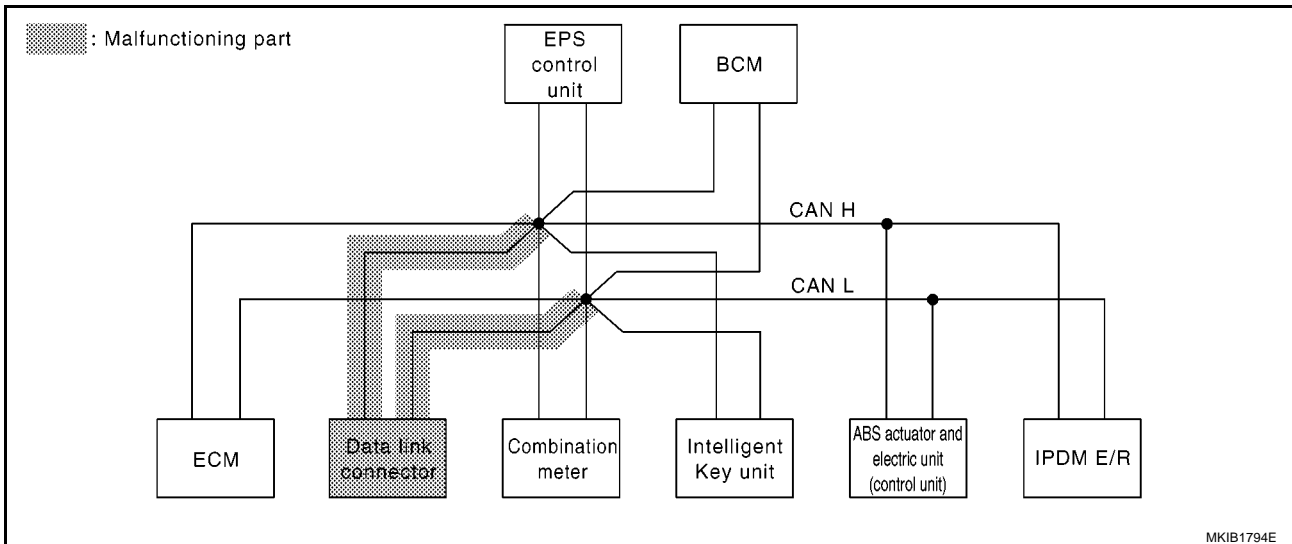 : Malfunctioning part
EPS
control
unit
BCM
CAN H
CAN L
ECM
Data link
connector
Combination
meter
Intelligent
Key unit
ABS actuator and
electric unit
(control unit)
IPDM E/R
MKIB1794E